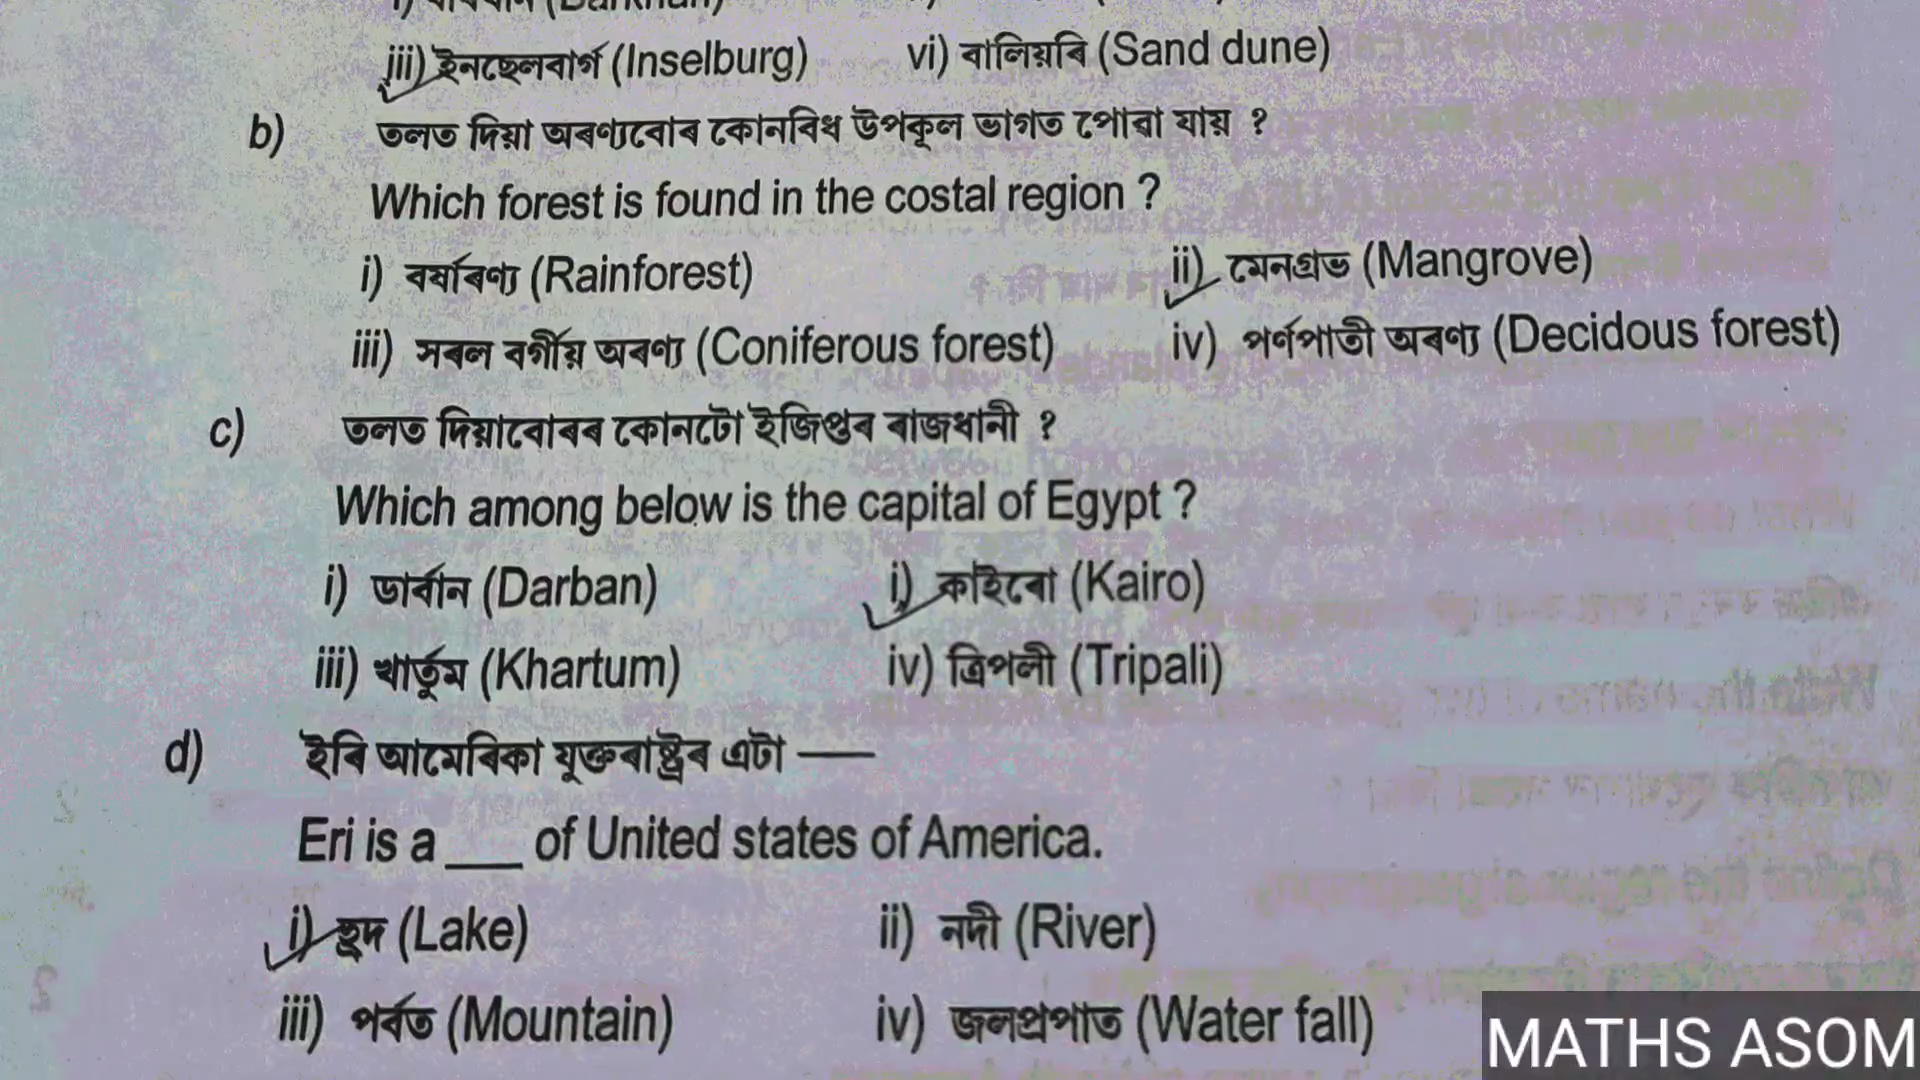 iii) ইনছেলবাৰ্গ (Inselburg) vi) বালিয়ৰি (Sand dune)
b) তলত দিয়া অৰণ্যবোৰ কোনবিধ উপকূল ভাগত পোৱা যায় ?
Which forest is found in the costal region ?
i) বৰ্ষাৰণ্য (Rainforest) ii) মেনগ্ৰভ (Mangrove)
iii) সৰল বৰ্গীয় অৰণ্য (Coniferous forest) iv) পৰ্ণপাতী অৰণ্য (Decidous forest)
c) তলত দিয়াবোৰৰ কোনটো ইজিপ্তৰ ৰাজধানী ?
Which among below is the capital of Egypt ?
i) ডাৰ্বান (Darban) i) কাইৰো (Kairo)
iii) খাৰ্তুম (Khartum) iv) ত্ৰিপলী (Tripali)
d) ইৰি আমেৰিকা যুক্তৰাষ্ট্ৰৰ এটা ——
Eri is a ___ of United states of America.
i) হ্ৰদ (Lake) ii) নদী (River)
iii) পৰ্বত (Mountain) iv) জলপ্ৰপাত (Water fall)
MATHS ASOM